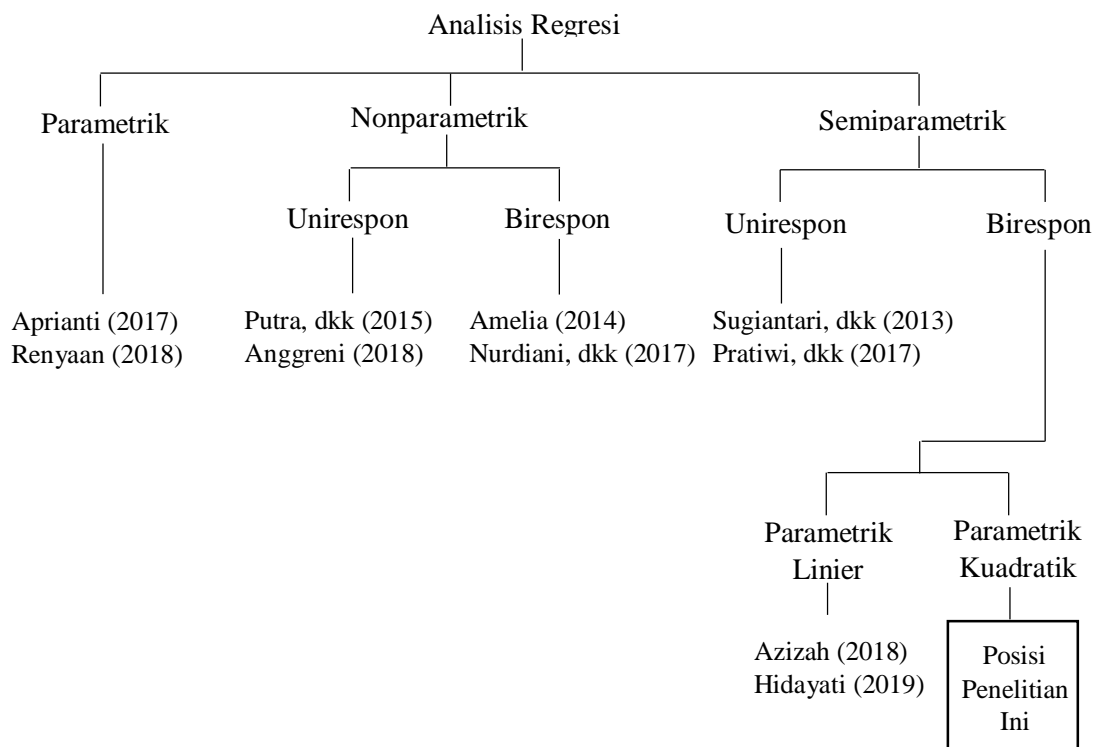 Analisis Regresi
Parametrik
Nonparametrik
Semiparametrik
Unirespon
Birespon
Unirespon
Birespon
Aprianti (2017)
Renyaan (2018)
Putra, dkk (2015)
Anggreni (2018)
Amelia (2014)
Nurdiani, dkk (2017)
Sugiantari, dkk (2013)
Pratiwi, dkk (2017)
Parametrik
Linier
Parametrik
Kuadratik
Azizah (2018)
Hidayati (2019)
Posisi
Penelitian
Ini